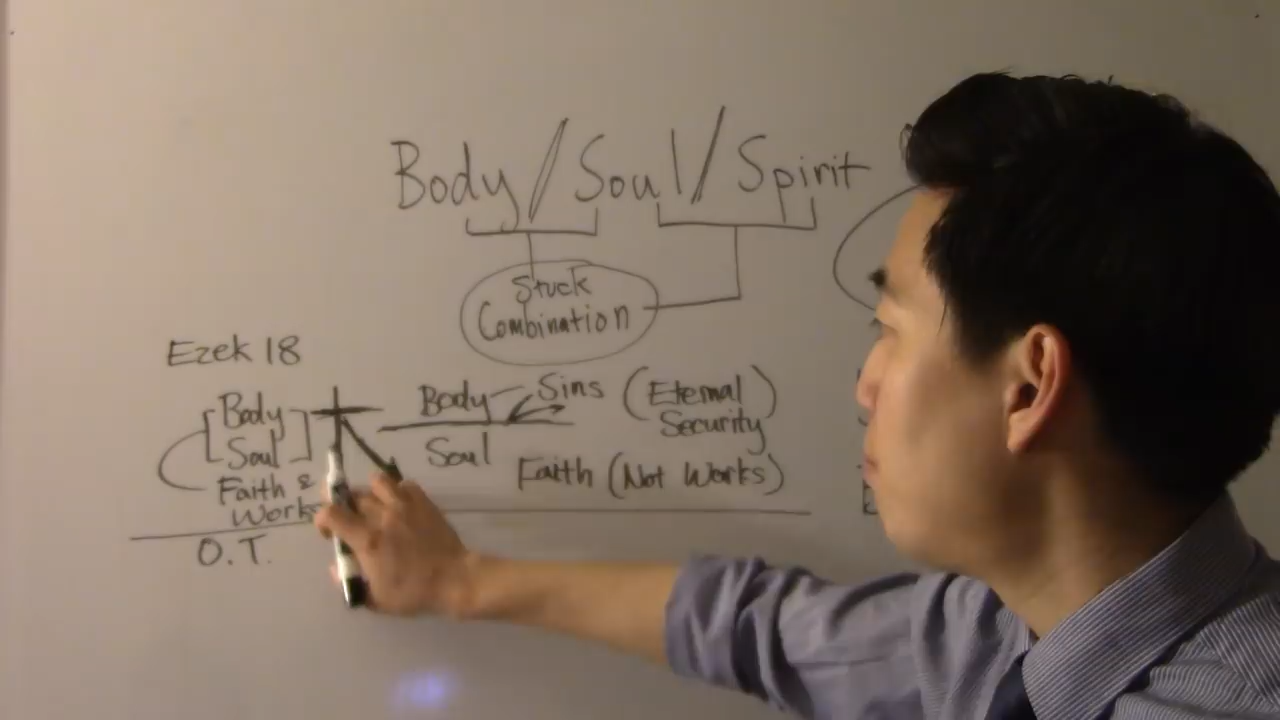 Body / Soul / Spirit
Stuck
Combination
Ezek 18
Body
Soul
Faith &
Works
O.T.
Body
Sins
(Eternal
Security)
Soul
Faith (Not Works)